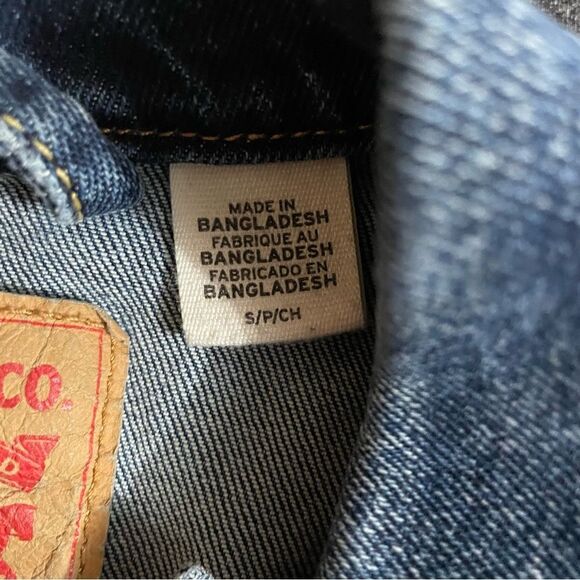 MADE IN
BANGLADESH
FABRIQUE AU
BANGLADESH
FABRICADO EN
BANGLADESH
S/P/CH
CO.